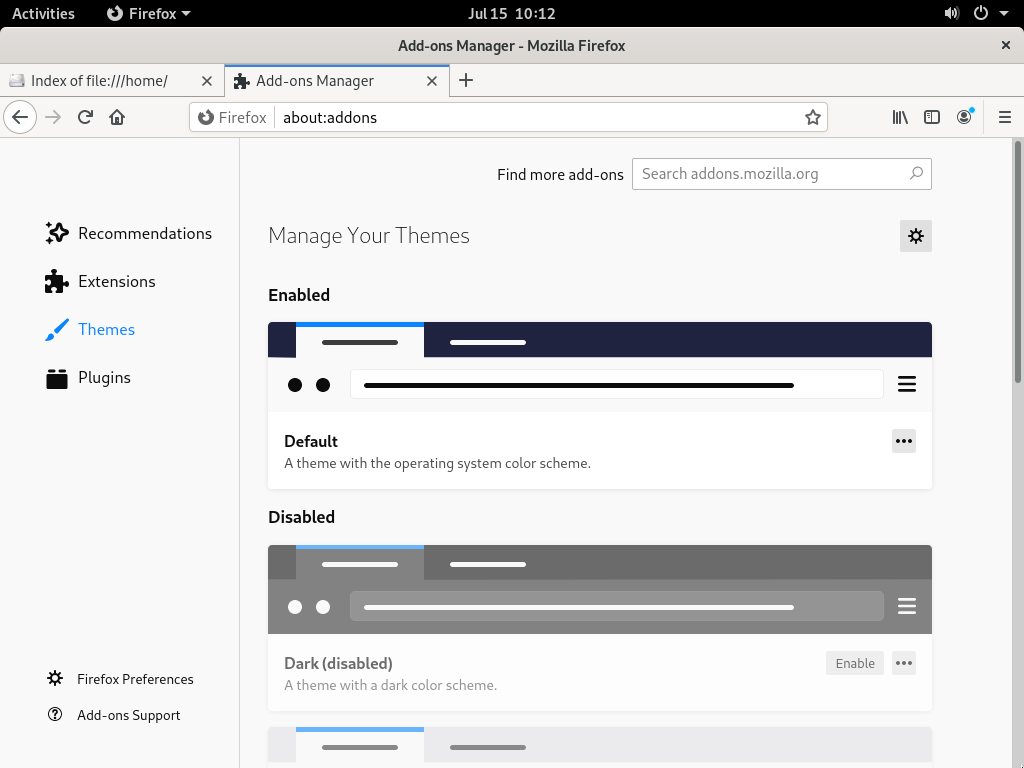 Activities
Firefox
Jul 15 10:12
Add-ons Manager - Mozilla Firefox
Index of file:///home/
Add-ons Manager
Firefox
about:addons
Find more add-ons
Search addons.mozilla.org
Recommendations
Extensions
Themes
Plugins
Firefox Preferences
Add-ons Support
Manage Your Themes
Enabled
Default
A theme with the operating system color scheme.
Disabled
Dark (disabled)
Enable
A theme with a dark color scheme.